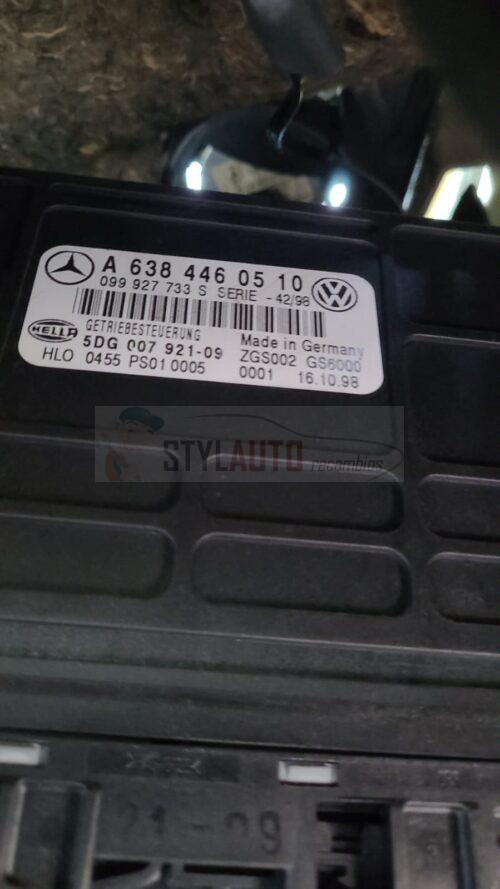 A 638 446 05 10
099 927 733 S SERIE - 42/98
HELLA
GETRIEBESTEUERUNG
Made in Germany
5DG 007 921-09
ZGS002 GS6000
HLO 0455 PS01 0005
0001 16.10.98
STYLAUTO
recambios
21-09